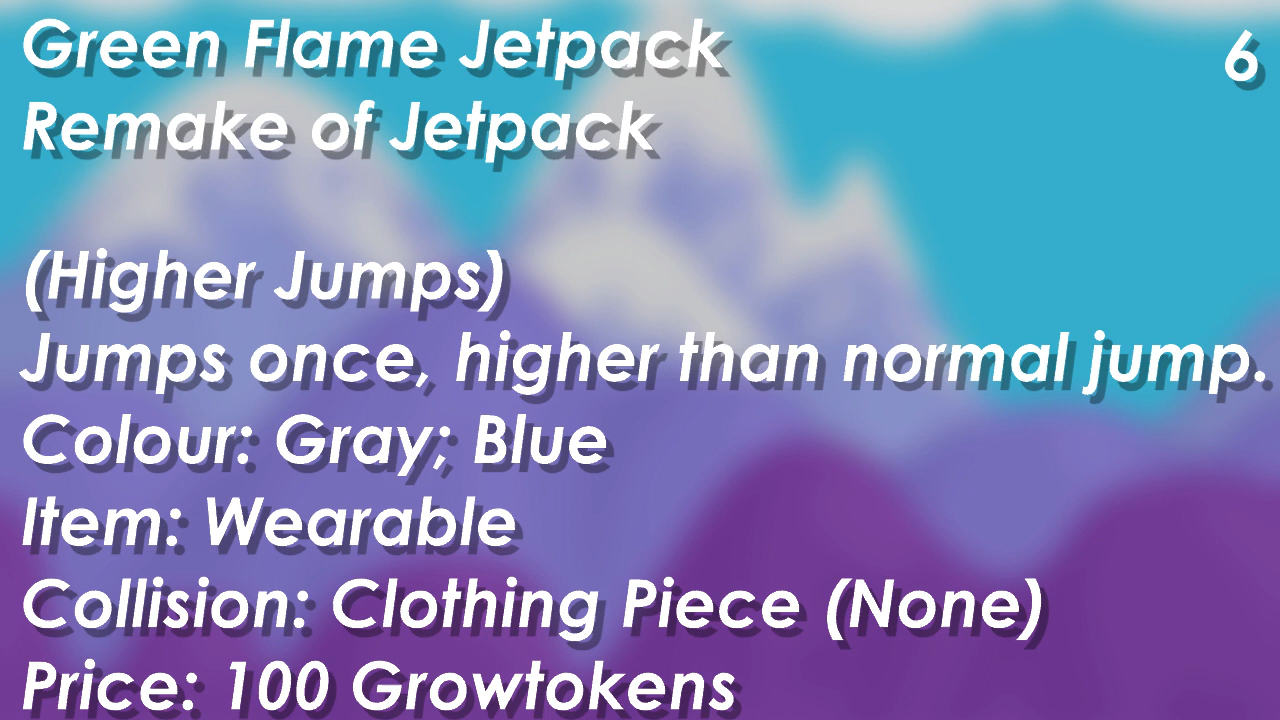 Green Flame Jetpack
6
Remake of Jetpack
(Higher Jumps)
Jumps once, higher than normal jump.
Colour: Gray; Blue
Item: Wearable
Collision: Clothing Piece (None)
Price: 100 Growtokens